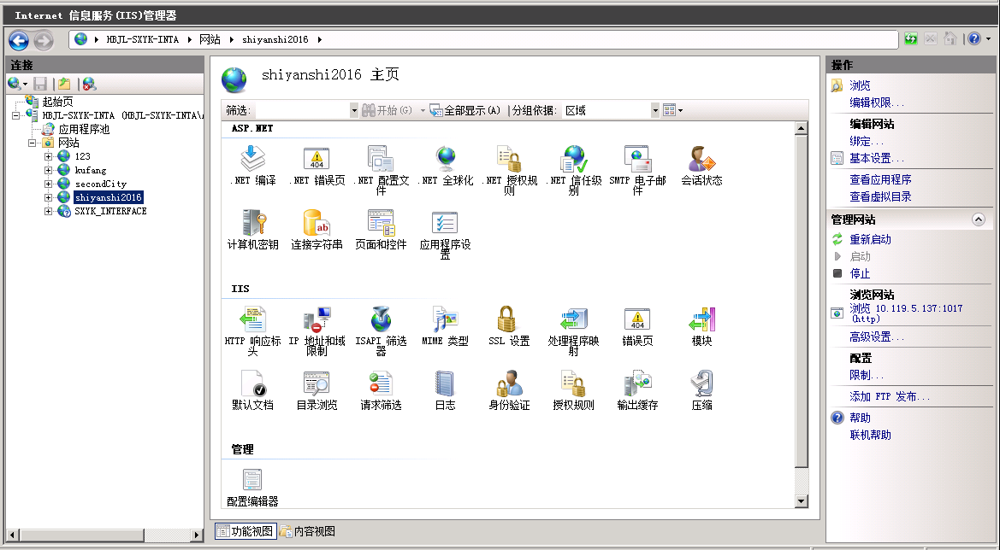 Internet 信息服务(IIS)管理器
HBJL-SXYK-INTA 网站 shiyanshi2016
连接
起始页
HBJL-SXYK-INTA (HBJL-SXYK-INTA\
应用程序池
网站
123
kufang
secondCity
shiyanshi2016
SXYK_INTERFACE
shiyanshi2016 主页
筛选: 开始(G) 全部显示(A) 分组依据: 区域
ASP.NET
.NET 编译 .NET 错误页 .NET 配置文件 .NET 全球化 .NET 授权规则 .NET 信任级别 SMTP 电子邮件 会话状态
404
ab
计算机密钥 连接字符串 页面和控件 应用程序设置
IIS
404
HTTP 响应标头 IP 地址和域限制 ISAPI 筛选器 MIME 类型 SSL 设置 处理程序映射 错误页 模块
默认文档 目录浏览 请求筛选 日志 身份验证 授权规则 输出缓存 压缩
管理
配置编辑器
功能视图 内容视图
操作
浏览
编辑权限...
编辑网站
绑定...
基本设置...
查看应用程序
查看虚拟目录
管理网站
重新启动
启动
停止
浏览网站
浏览 10.119.5.137:1017
(http)
高级设置...
配置
限制...
添加 FTP 发布...
帮助
联机帮助